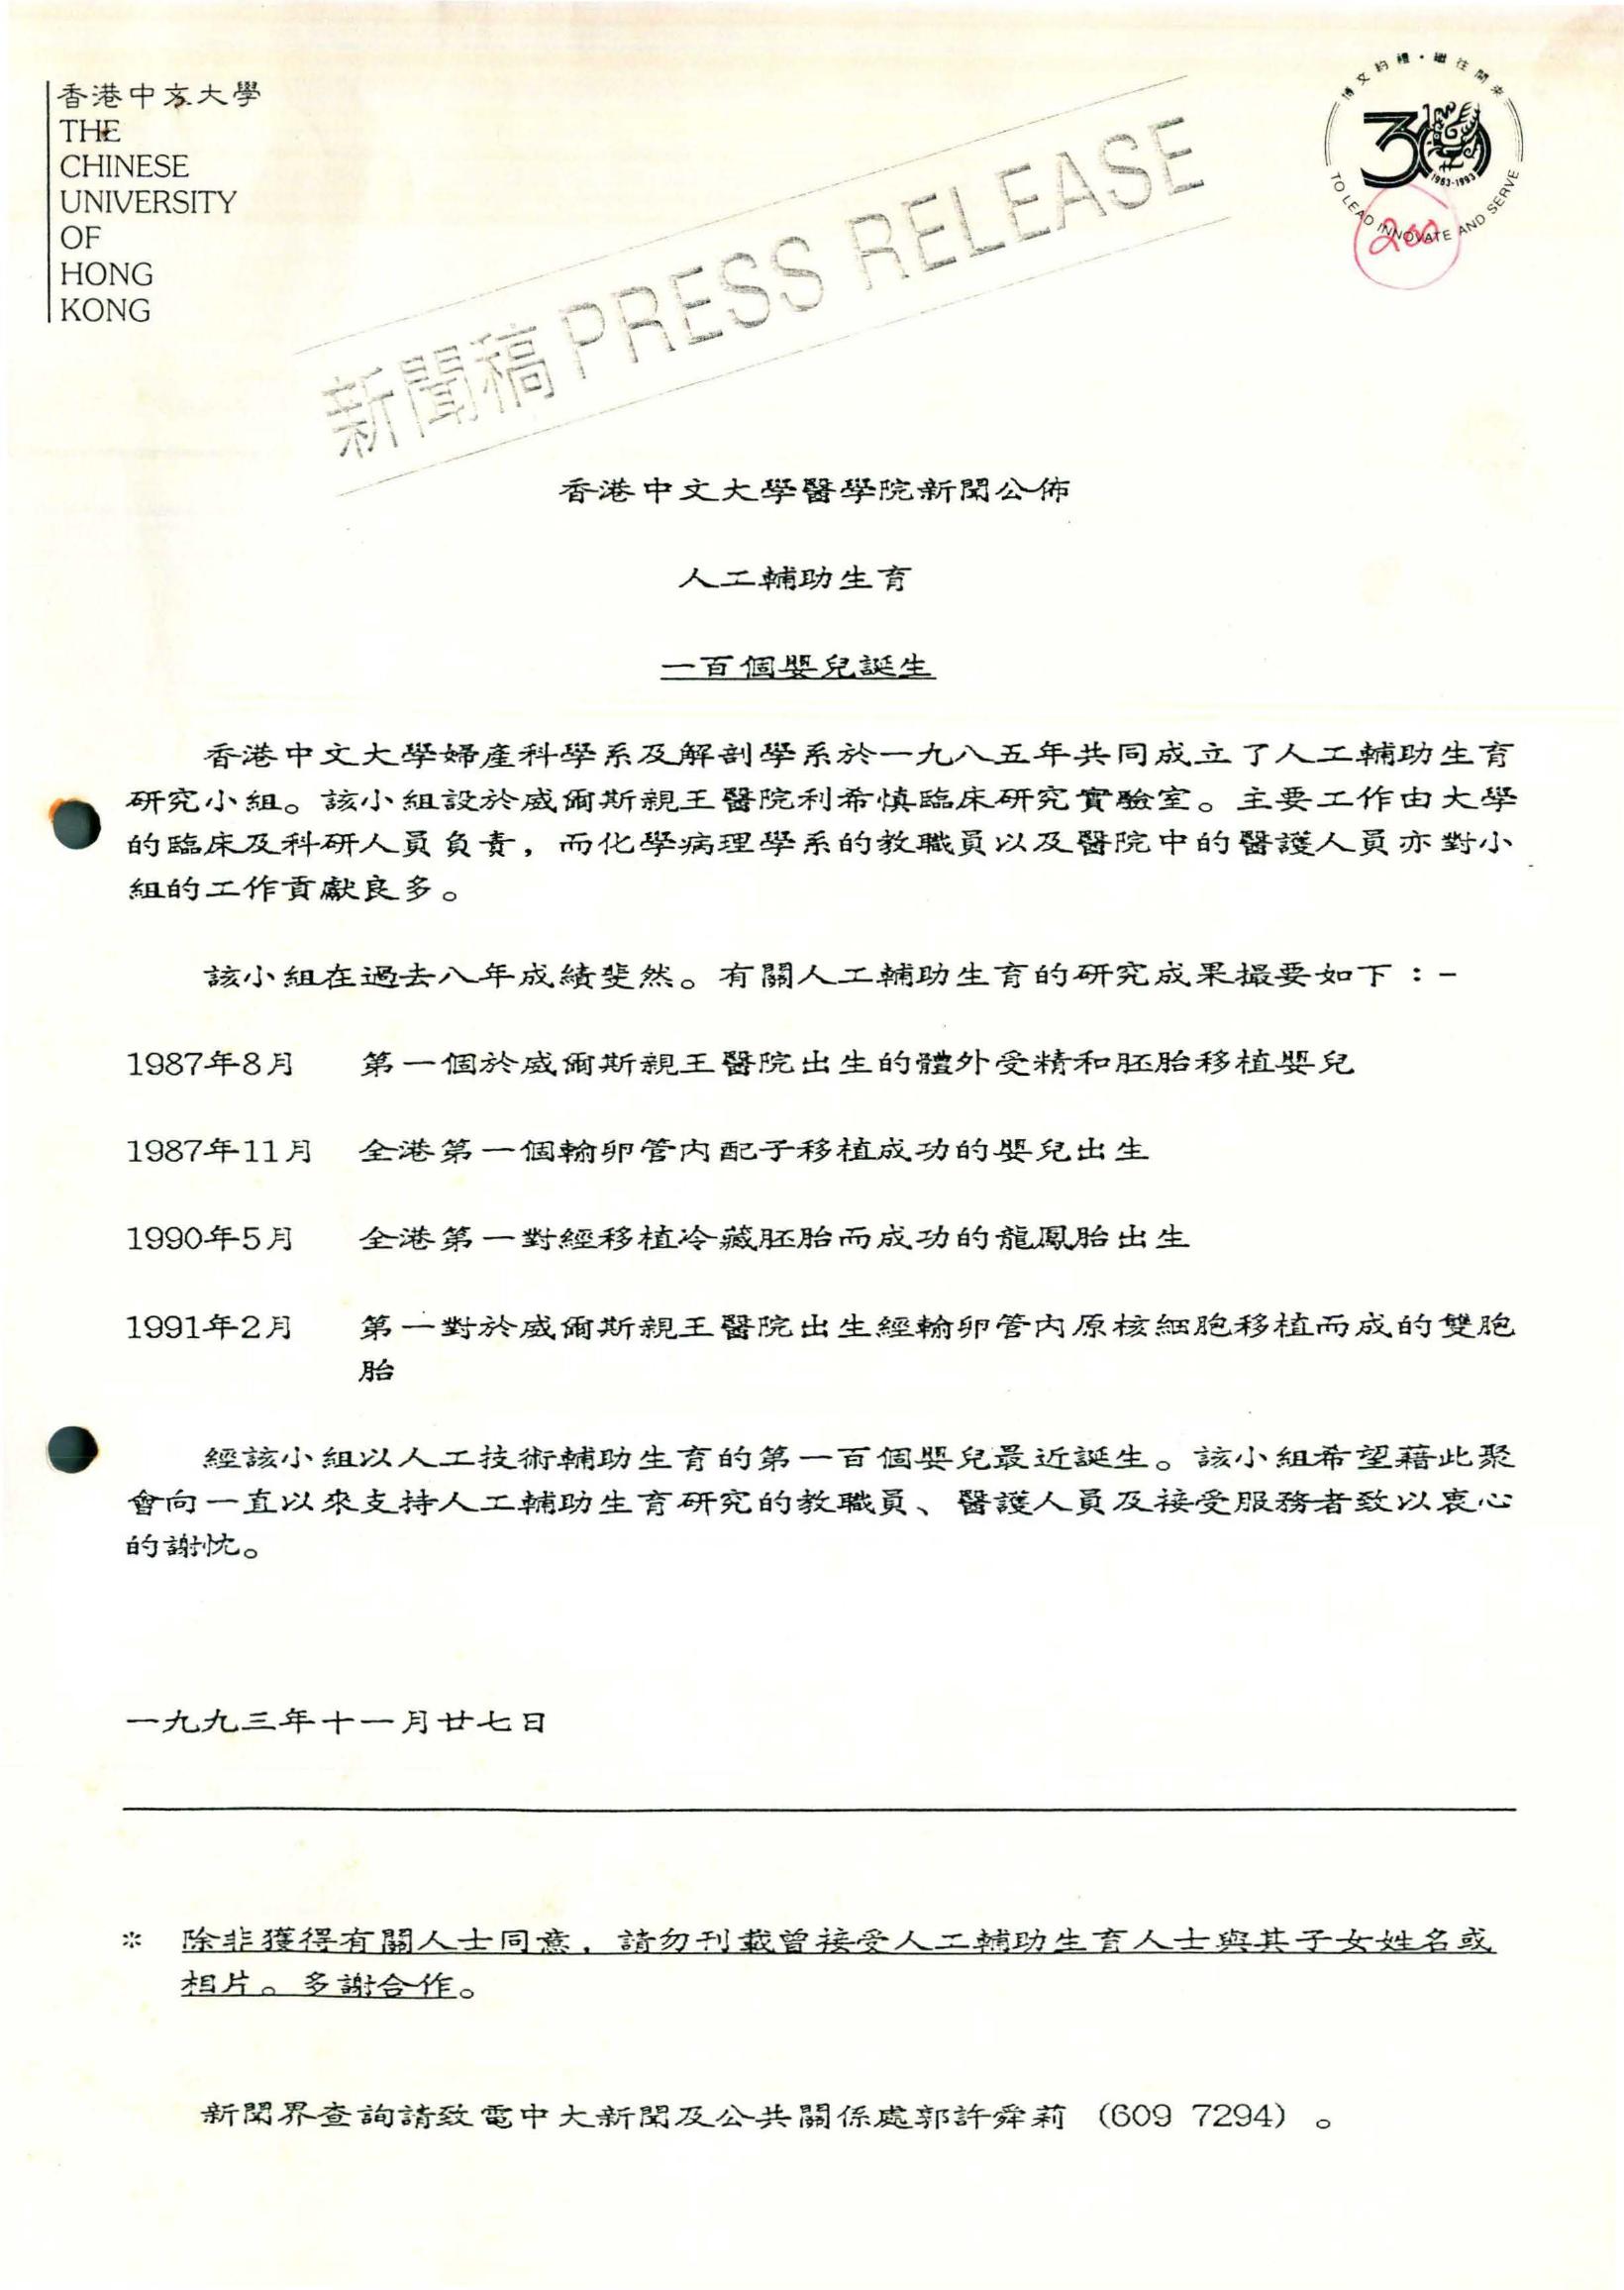 香港中文大學
THE
CHINESE
UNIVERSITY
OF
HONG
KONG
博文約禮·繼往開來
30
1963-1993
TO LEAD INNOVATE AND SERVE
200
新聞稿 PRESS RELEASE
香港中文大學醫學院新聞公佈
人工輔助生育
一百個嬰兒誕生
香港中文大學婦產科學系及解剖學系於一九八五年共同成立了人工輔助生育
研究小組。該小組設於威爾斯親王醫院利希慎臨床研究實驗室。主要工作由大學
的臨床及科研人員負責，而化學病理學系的教職員以及醫院中的醫護人員亦對小
組的工作貢獻良多。
該小組在過去八年成績斐然。有關人工輔助生育的研究成果撮要如下：-
1987年8月 第一個於威爾斯親王醫院出生的體外受精和胚胎移植嬰兒
1987年11月 全港第一個輸卵管內配子移植成功的嬰兒出生
1990年5月 全港第一對經移植冷藏胚胎而成功的龍鳳胎出生
1991年2月 第一對於威爾斯親王醫院出生經輸卵管內原核細胞移植而成的雙胞
胎
經該小組以人工技術輔助生育的第一百個嬰兒最近誕生。該小組希望藉此聚
會向一直以來支持人工輔助生育研究的教職員、醫護人員及接受服務者致以衷心
的謝忱。
一九九三年十一月廿七日
* 除非獲得有關人士同意，請勿刊載曾接受人工輔助生育人士與其子女姓名或
相片。多謝合作。
新聞界查詢請致電中大新聞及公共關係處郭許舜莉 (609 7294) 。